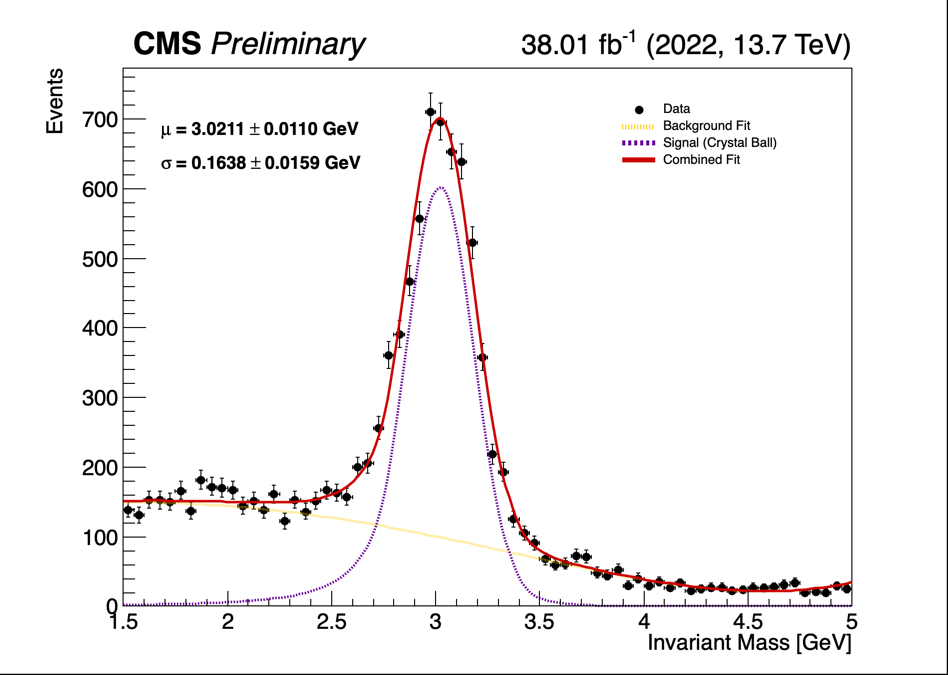 CMS Preliminary 38.01 fb⁻¹ (2022, 13.7 TeV)
Events
μ = 3.0211 ± 0.0110 GeV
σ = 0.1638 ± 0.0159 GeV
Data
Background Fit
Signal (Crystal Ball)
Combined Fit
700
600
500
400
300
200
100
0
1.5 2 2.5 3 3.5 4 4.5 5
Invariant Mass [GeV]